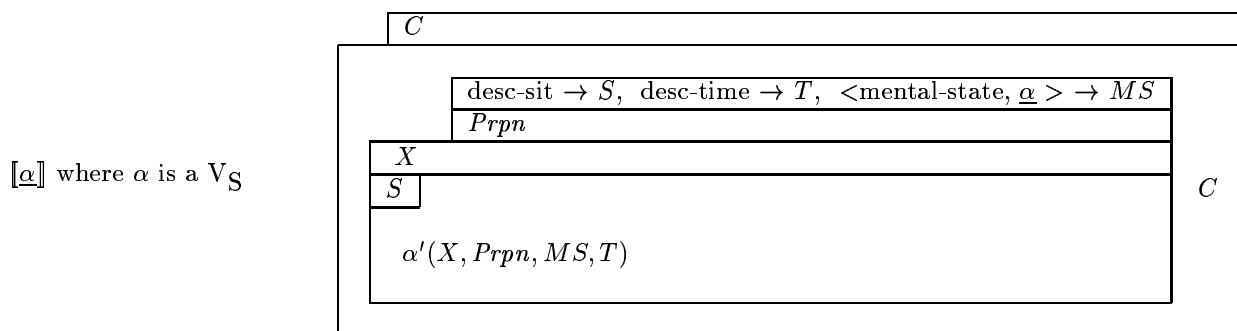 C
desc-sit → S, desc-time → T, <mental-state, α > → MS
Prpn
X
⟦α⟧ where α is a V_S
S
C
α′(X, Prpn, MS, T)